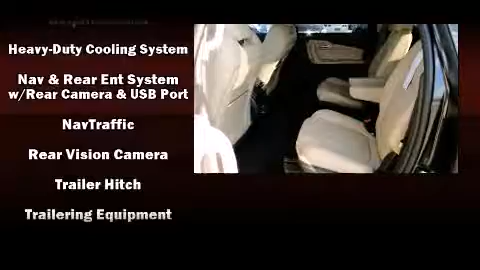 Heavy-Duty Cooling System
Nav & Rear Ent System
w/Rear Camera & USB Port
NavTraffic
Rear Vision Camera
Trailer Hitch
Trailering Equipment